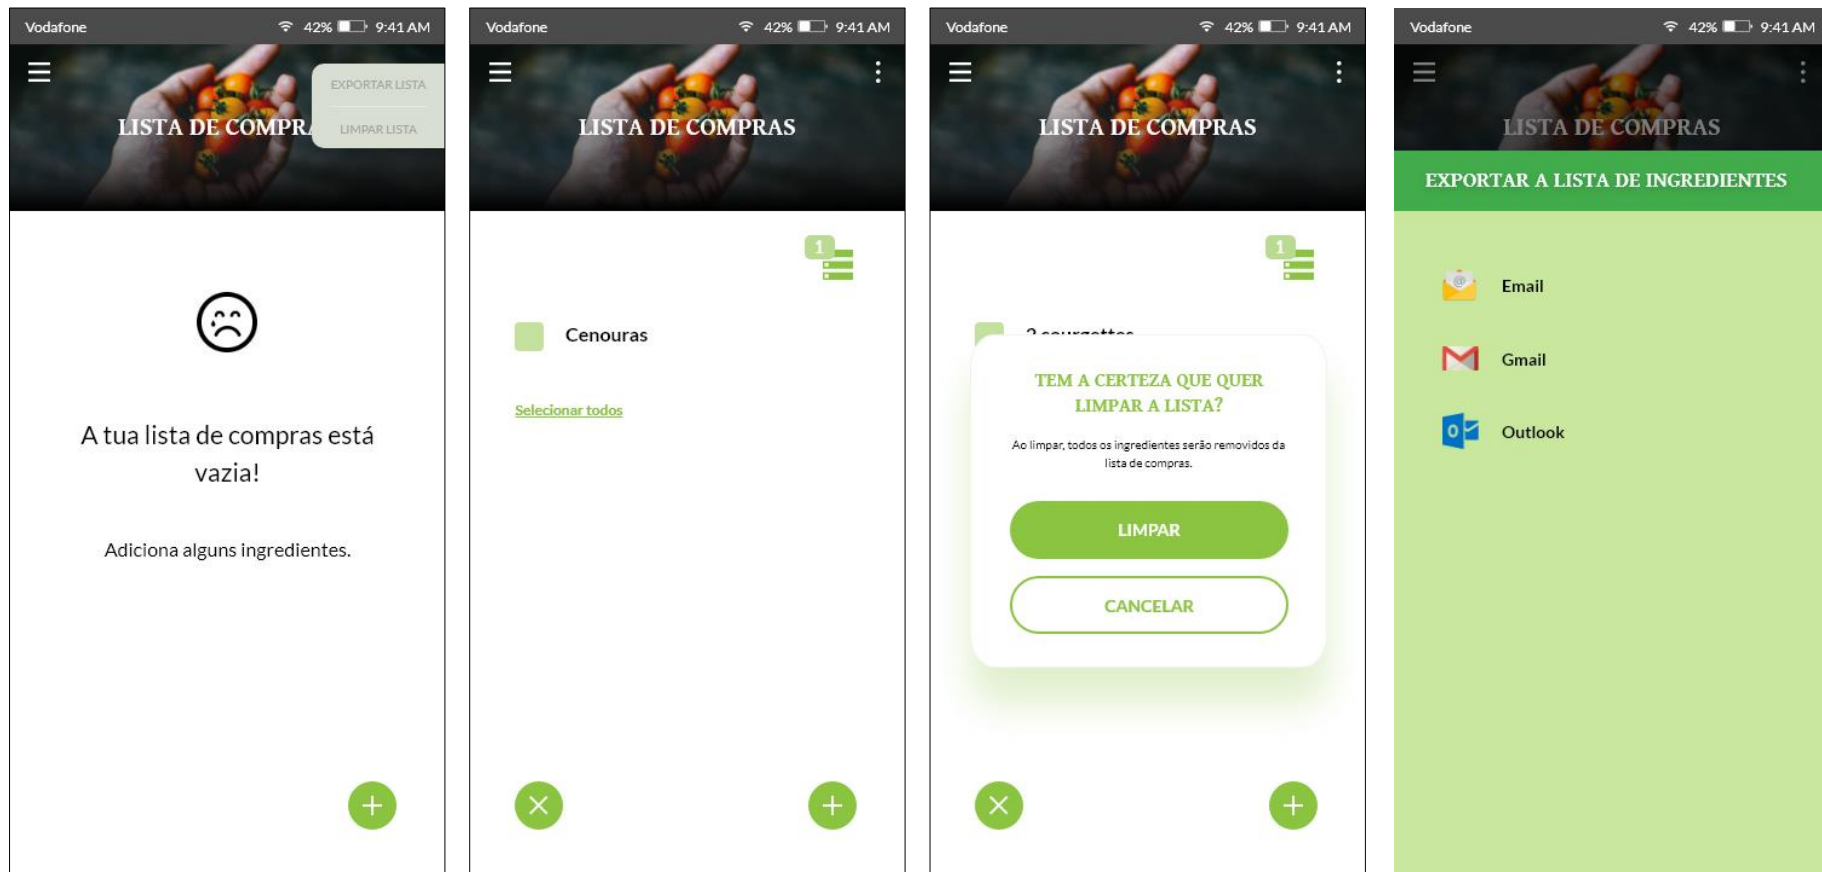 Vodafone
42%
9:41 AM
EXPORTAR LISTA
LISTA DE COMPRA
LIMPAR LISTA
A tua lista de compras está
vazia!
Adiciona alguns ingredientes.
Vodafone
42%
9:41 AM
LISTA DE COMPRAS
1
Cenouras
Selecionar todos
Vodafone
42%
9:41 AM
LISTA DE COMPRAS
1
2 courgettes
TEM A CERTEZA QUE QUER
LIMPAR A LISTA?
Ao limpar, todos os ingredientes serão removidos da
lista de compras.
LIMPAR
CANCELAR
Vodafone
42%
9:41 AM
LISTA DE COMPRAS
EXPORTAR A LISTA DE INGREDIENTES
Email
Gmail
Outlook